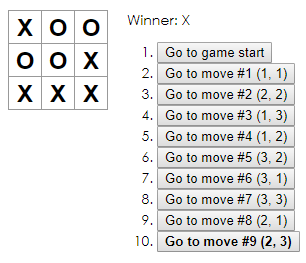 X O O
O O X
X X X
Winner: X
1. Go to game start
2. Go to move #1 (1, 1)
3. Go to move #2 (2, 2)
4. Go to move #3 (1, 3)
5. Go to move #4 (1, 2)
6. Go to move #5 (3, 2)
7. Go to move #6 (3, 1)
8. Go to move #7 (3, 3)
9. Go to move #8 (2, 1)
10. Go to move #9 (2, 3)